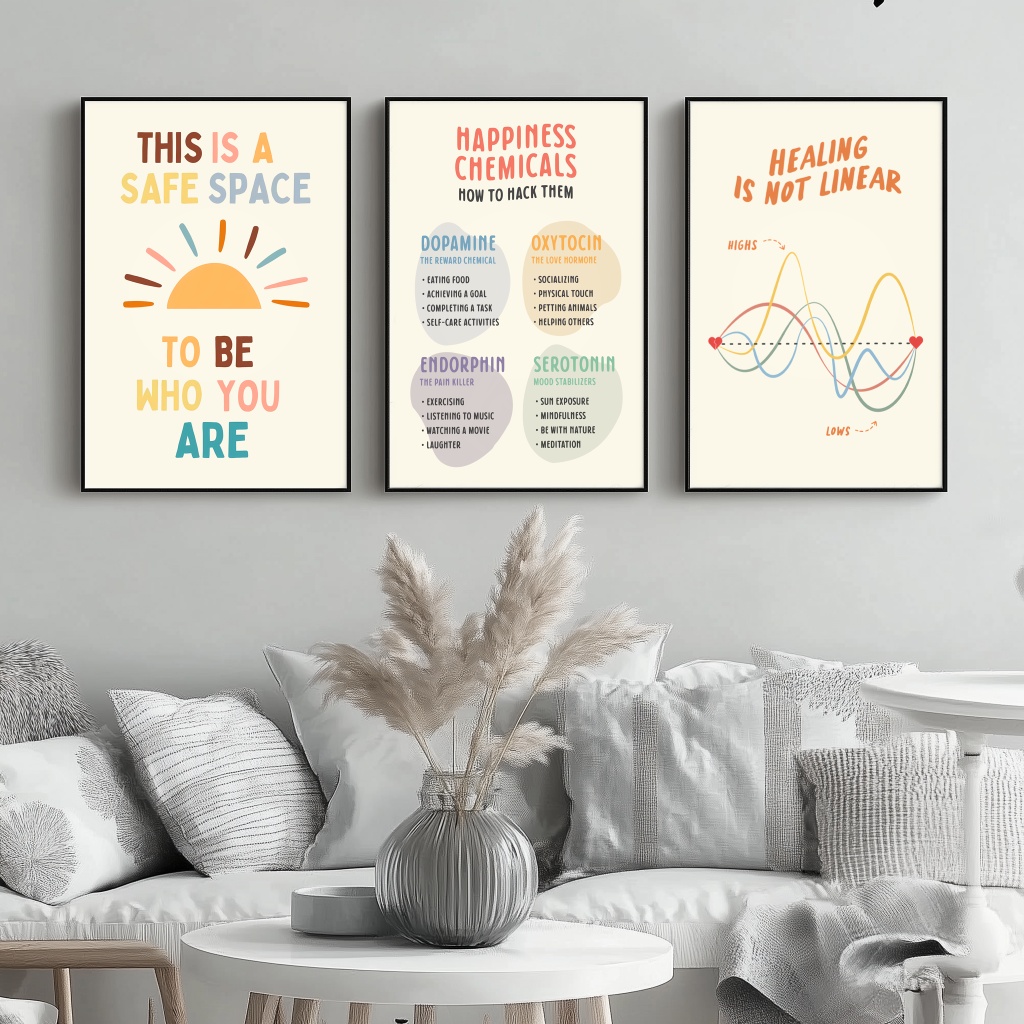 THIS IS A
SAFE SPACE
TO BE
WHO YOU
ARE
HAPPINESS
CHEMICALS
HOW TO HACK THEM
DOPAMINE
THE REWARD CHEMICAL
• EATING FOOD
• ACHIEVING A GOAL
• COMPLETING A TASK
• SELF-CARE ACTIVITIES
OXYTOCIN
THE LOVE HORMONE
• SOCIALIZING
• PHYSICAL TOUCH
• PETTING ANIMALS
• HELPING OTHERS
ENDORPHIN
THE PAIN KILLER
• EXERCISING
• LISTENING TO MUSIC
• WATCHING A MOVIE
• LAUGHTER
SEROTONIN
MOOD STABILIZERS
• SUN EXPOSURE
• MINDFULNESS
• BE WITH NATURE
• MEDITATION
HEALING
IS NOT LINEAR
HIGHS
LOWS